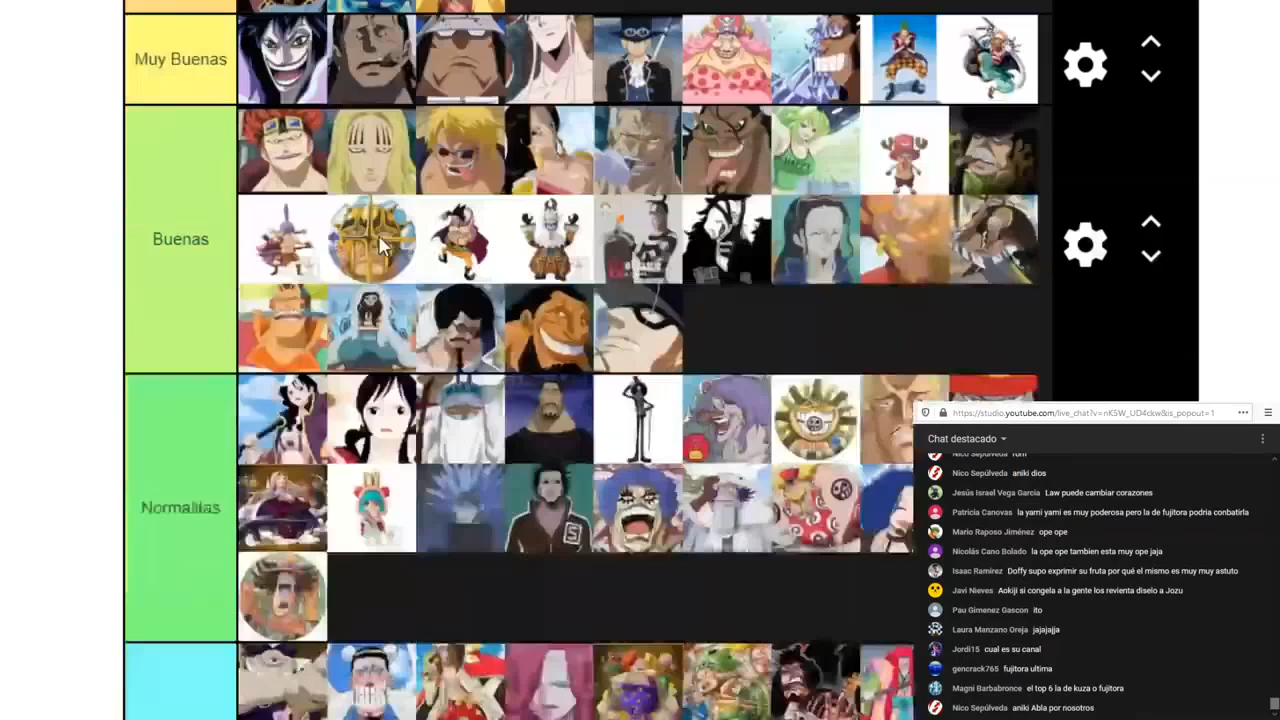 Muy Buenas
Buenas
Normalitas
https://studio.youtube.com/live_chat?v=nK5W_UD4ckw&is_popout=1
Chat destacado
Nico Sepúlveda rom
Nico Sepúlveda aniki dios
Jesús Israel Vega Garcia Law puede cambiar corazones
Patricia Canovas la yami yami es muy poderosa pero la de fujitora podria conbatirla
Mario Raposo Jiménez ope ope
Nicolás Cano Bolado la ope ope tambien esta muy ope jaja
Isaac Ramirez Doffy supo exprimir su fruta por qué el mismo es muy muy astuto
Javi Nieves Aokiji si congela a la gente los revienta diselo a Jozu
Pau Gimenez Gascon ito
Laura Manzano Oreja jajajajja
Jordi15 cual es su canal
gencrack765 fujitora ultima
Magni Barbabronce el top 6 la de kuza o fujitora
Nico Sepúlveda aniki Abla por nosotros